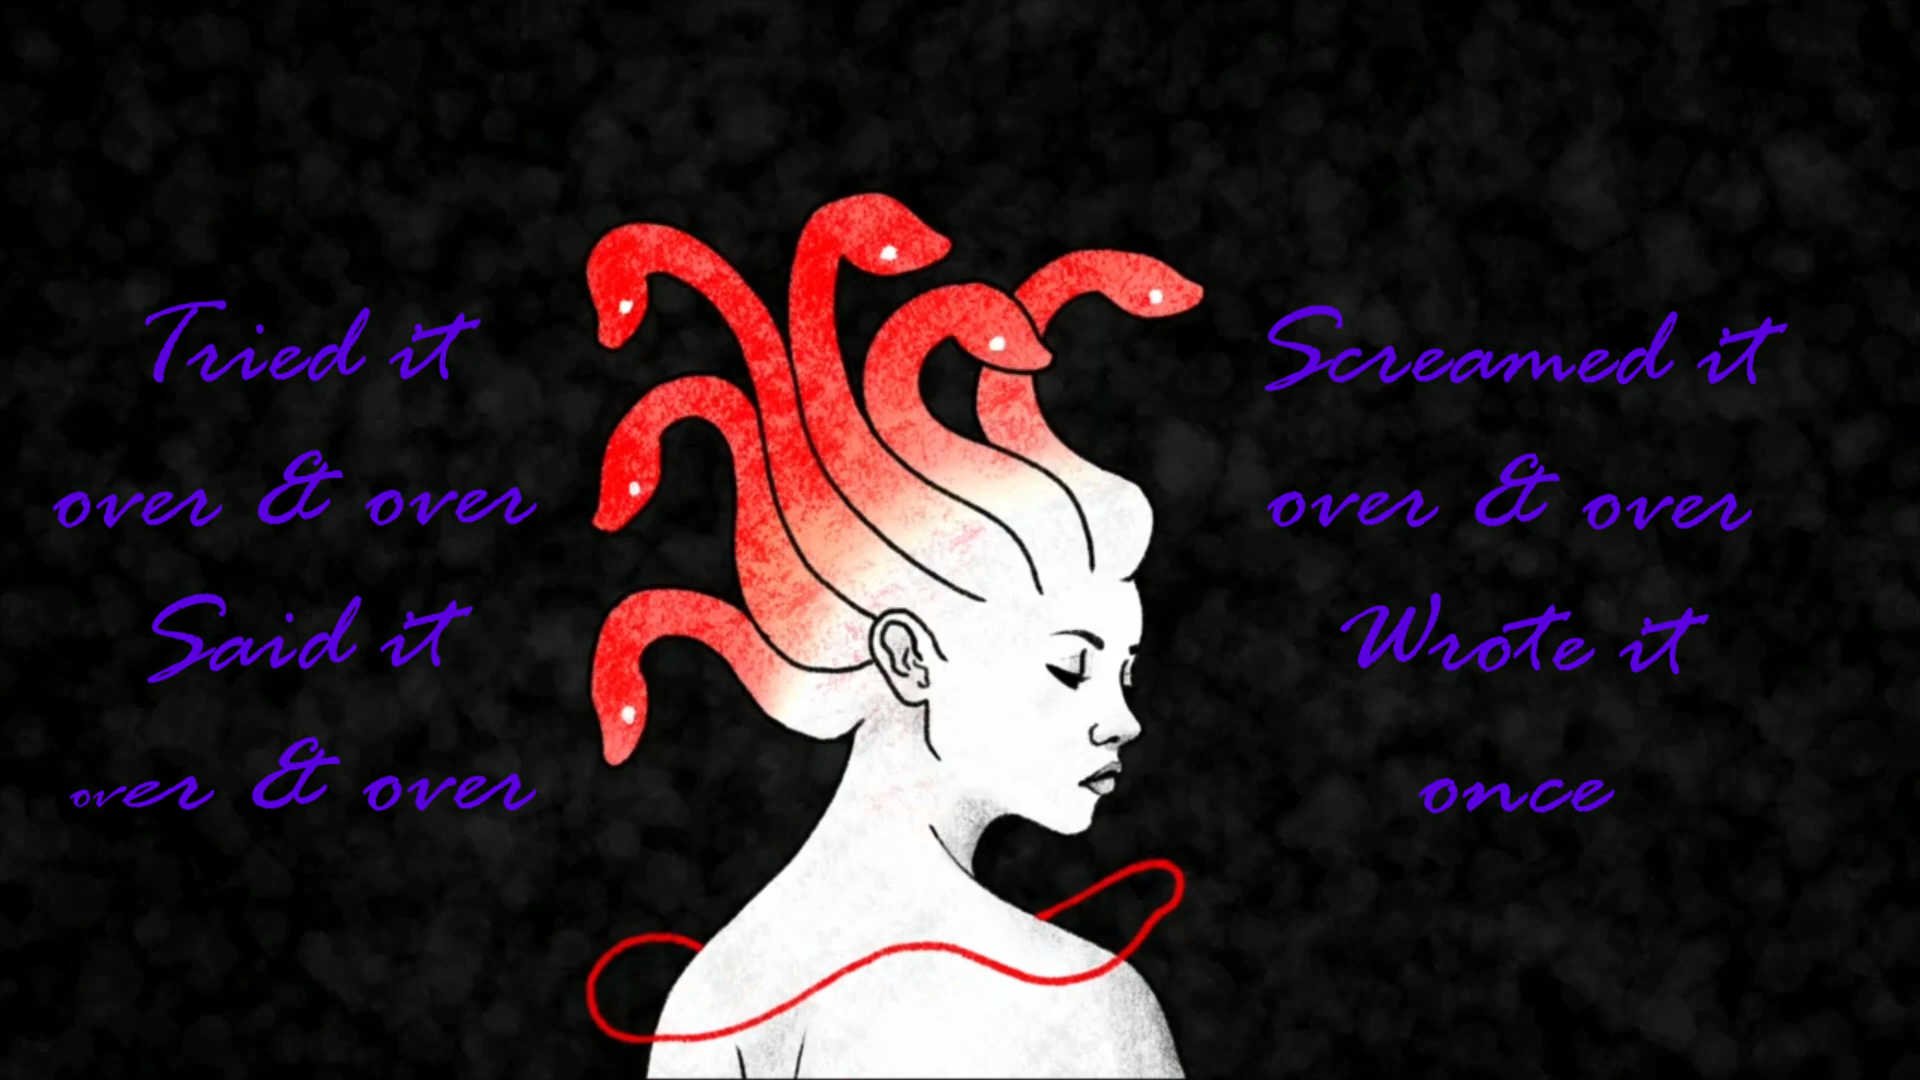 Tried it
over & over
Said it
over & over
Screamed it
over & over
Wrote it
once